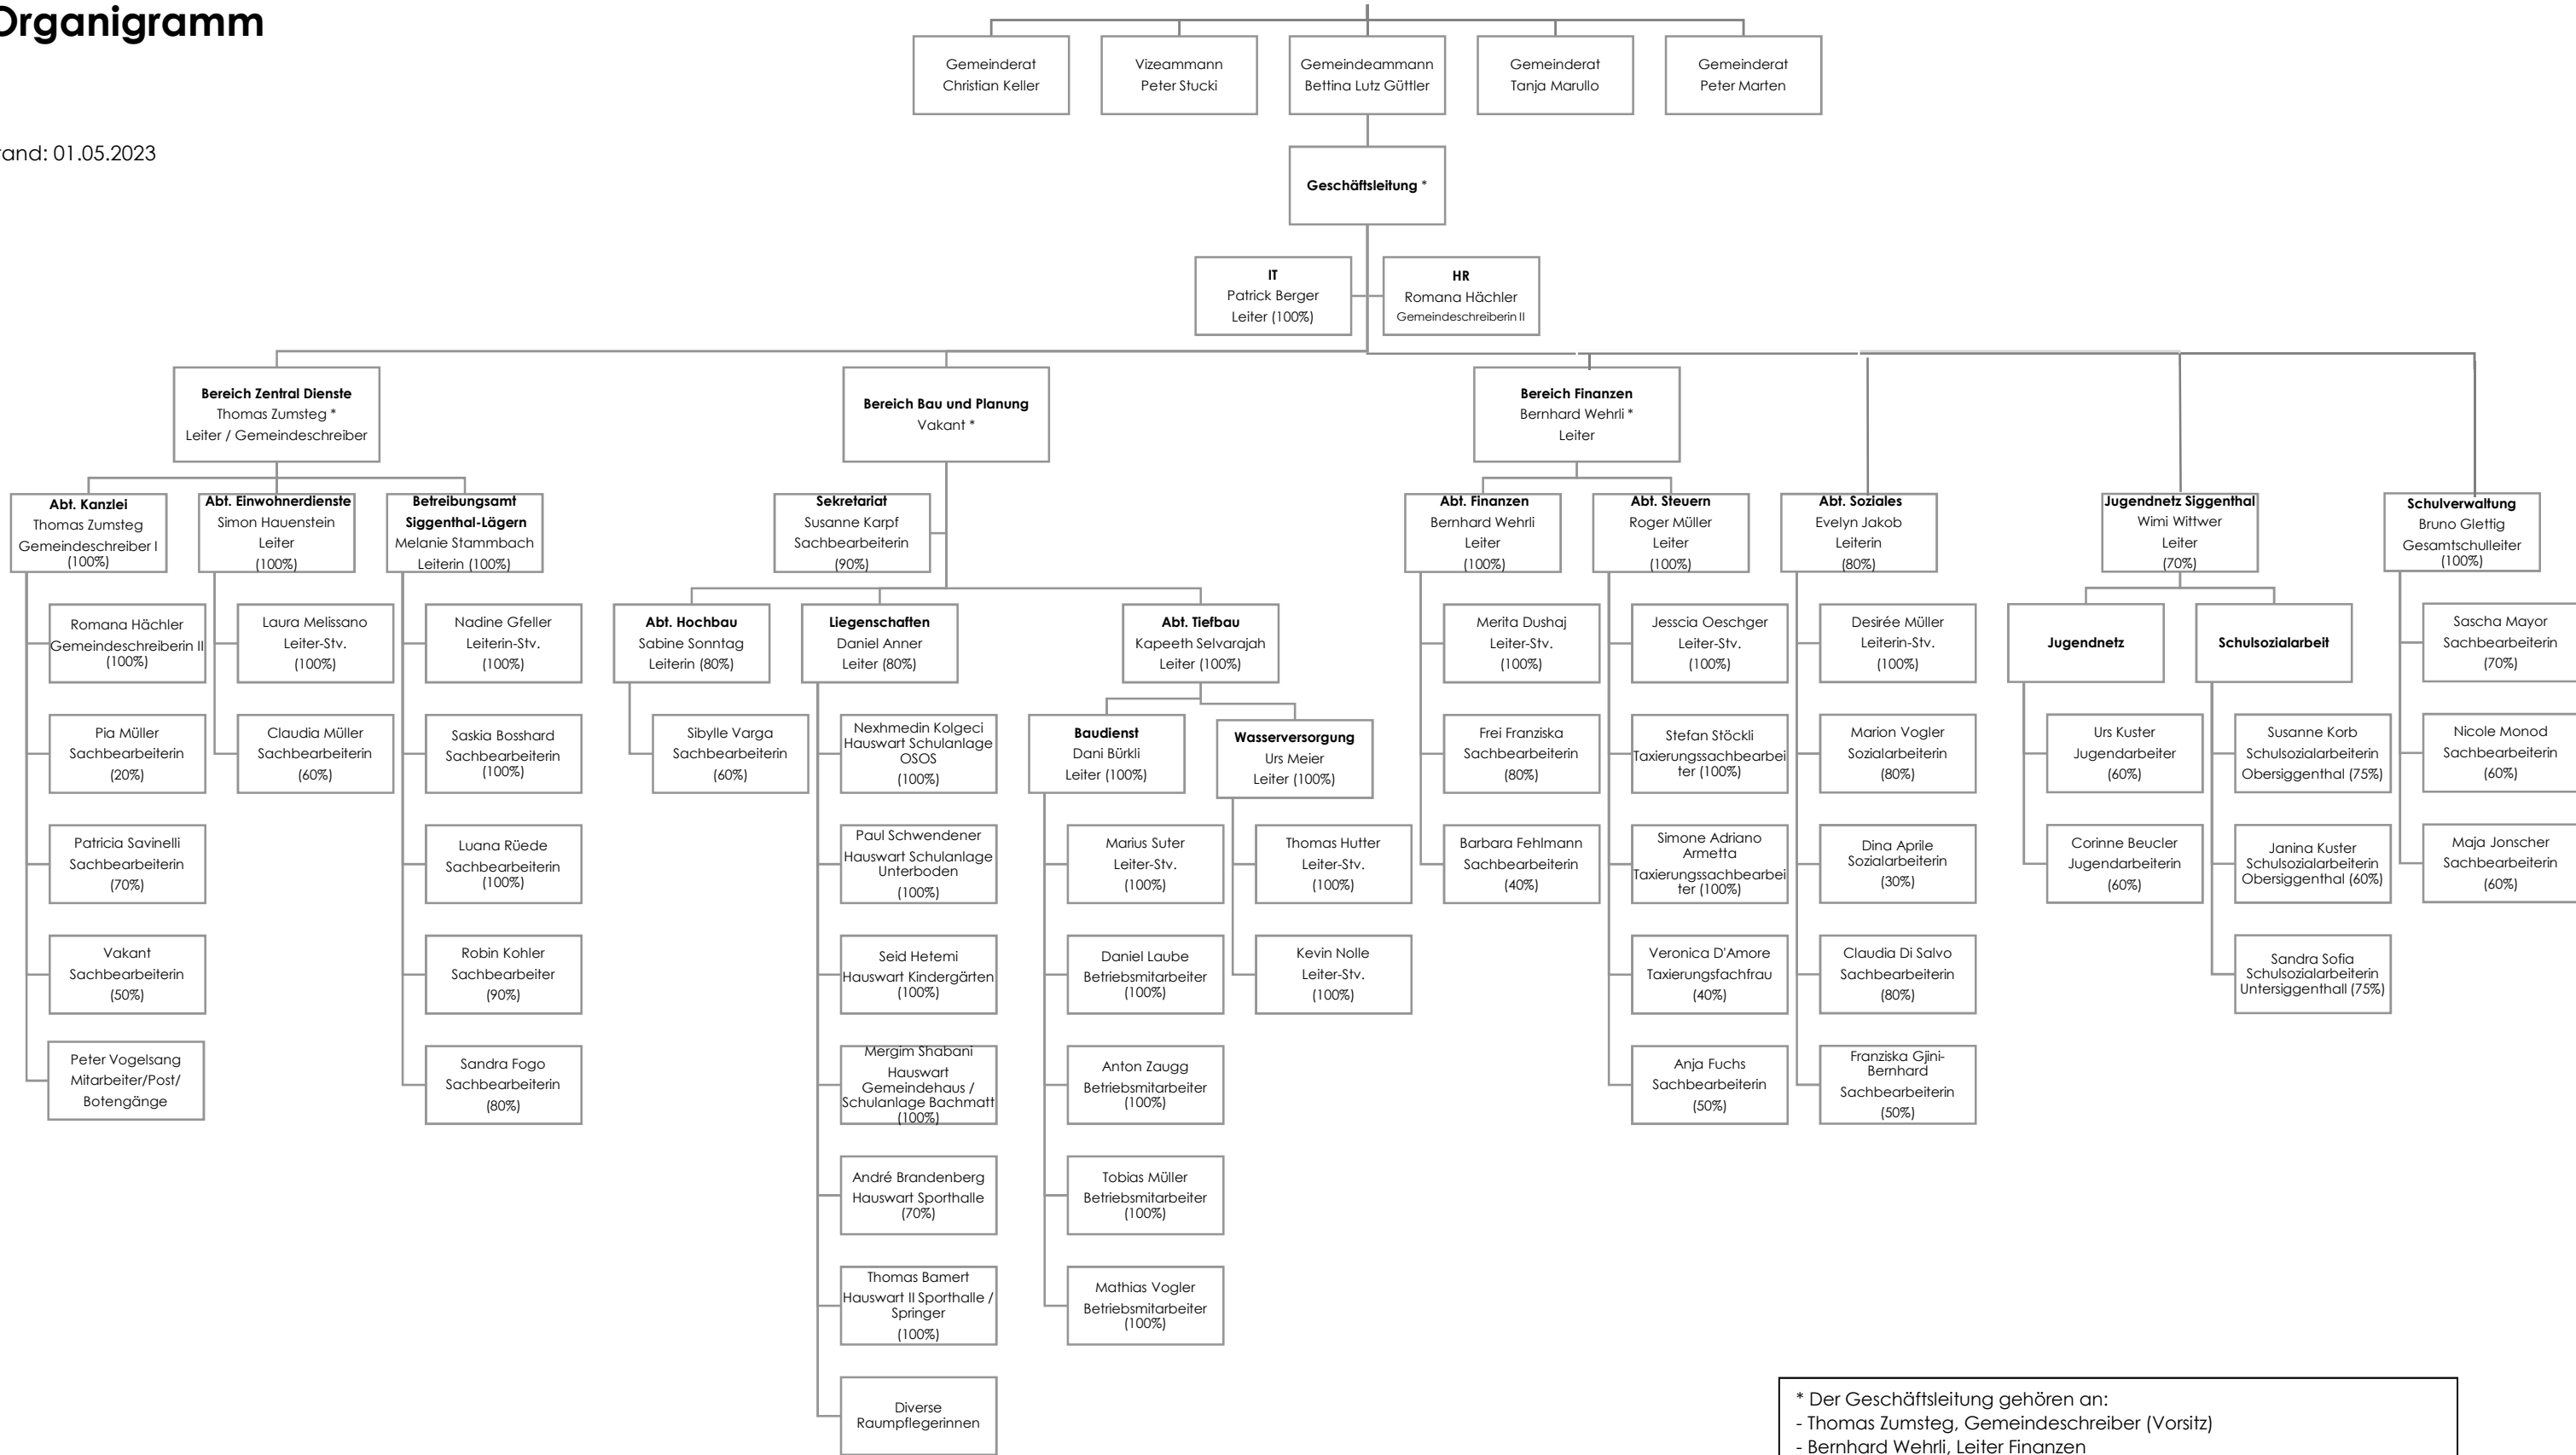 Organigramm
tand: 01.05.2023
Gemeinderat
Christian Keller
Vizeammann
Peter Stucki
Gemeindeammann
Bettina Lutz Güttler
Gemeinderat
Tanja Marullo
Gemeinderat
Peter Marten
Geschäftsleitung *
IT
Patrick Berger
Leiter (100%)
HR
Romana Hächler
Gemeindeschreiberin II
Bereich Zentral Dienste
Thomas Zumsteg *
Leiter / Gemeindeschreiber
Bereich Bau und Planung
Vakant *
Bereich Finanzen
Bernhard Wehrli *
Leiter
Abt. Kanzlei
Thomas Zumsteg
Gemeindeschreiber I
(100%)
Romana Hächler
Gemeindeschreiberin II
(100%)
Pia Müller
Sachbearbeiterin
(20%)
Patricia Savinelli
Sachbearbeiterin
(70%)
Vakant
Sachbearbeiterin
(50%)
Peter Vogelsang
Mitarbeiter/Post/
Botengänge
Abt. Einwohnerdienste
Simon Hauenstein
Leiter
(100%)
Laura Melissano
Leiter-Stv.
(100%)
Claudia Müller
Sachbearbeiterin
(60%)
Betreibungsamt
Siggenthal-Lägern
Melanie Stammbach
Leiterin (100%)
Nadine Gfeller
Leiterin-Stv.
(100%)
Saskia Bosshard
Sachbearbeiterin
(100%)
Luana Rüede
Sachbearbeiterin
(100%)
Robin Kohler
Sachbearbeiter
(90%)
Sandra Fogo
Sachbearbeiterin
(80%)
Sekretariat
Susanne Karpf
Sachbearbeiterin
(90%)
Abt. Hochbau
Sabine Sonntag
Leiterin (80%)
Sibylle Varga
Sachbearbeiterin
(60%)
Liegenschaften
Daniel Anner
Leiter (80%)
Nexhmedin Kolgeci
Hauswart Schulanlage
OSOS
(100%)
Paul Schwendener
Hauswart Schulanlage
Unterboden
(100%)
Seid Hetemi
Hauswart Kindergärten
(100%)
Mergim Shabani
Hauswart
Gemeindehaus /
Schulanlage Bachmatt
(100%)
André Brandenberg
Hauswart Sporthalle
(70%)
Thomas Bamert
Hauswart II Sporthalle /
Springer
(100%)
Diverse
Raumpflegerinnen
Abt. Tiefbau
Kapeeth Selvarajah
Leiter (100%)
Baudienst
Dani Bürkli
Leiter (100%)
Marius Suter
Leiter-Stv.
(100%)
Daniel Laube
Betriebsmitarbeiter
(100%)
Anton Zaugg
Betriebsmitarbeiter
(100%)
Tobias Müller
Betriebsmitarbeiter
(100%)
Mathias Vogler
Betriebsmitarbeiter
(100%)
Wasserversorgung
Urs Meier
Leiter (100%)
Thomas Hutter
Leiter-Stv.
(100%)
Kevin Nolle
Leiter-Stv.
(100%)
Abt. Finanzen
Bernhard Wehrli
Leiter
(100%)
Merita Dushaj
Leiter-Stv.
(100%)
Frei Franziska
Sachbearbeiterin
(80%)
Barbara Fehlmann
Sachbearbeiterin
(40%)
Abt. Steuern
Roger Müller
Leiter
(100%)
Jesscia Oeschger
Leiter-Stv.
(100%)
Stefan Stöckli
Taxierungssachbearbei
ter (100%)
Simone Adriano
Armetta
Taxierungssachbearbei
ter (100%)
Veronica D'Amore
Taxierungsfachfrau
(40%)
Anja Fuchs
Sachbearbeiterin
(50%)
Abt. Soziales
Evelyn Jakob
Leiterin
(80%)
Desirée Müller
Leiterin-Stv.
(100%)
Marion Vogler
Sozialarbeiterin
(80%)
Dina Aprile
Sozialarbeiterin
(30%)
Claudia Di Salvo
Sachbearbeiterin
(80%)
Franziska Gjini-
Bernhard
Sachbearbeiterin
(50%)
Jugendnetz Siggenthal
Wimi Wittwer
Leiter
(70%)
Jugendnetz
Urs Kuster
Jugendarbeiter
(60%)
Corinne Beucler
Jugendarbeiterin
(60%)
Schulsozialarbeit
Susanne Korb
Schulsozialarbeiterin
Obersiggenthal (75%)
Janina Kuster
Schulsozialarbeiterin
Obersiggenthal (60%)
Sandra Sofia
Schulsozialarbeiterin
Untersiggenthall (75%)
Schulverwaltung
Bruno Glettig
Gesamtschulleiter
(100%)
Sascha Mayor
Sachbearbeiterin
(70%)
Nicole Monod
Sachbearbeiterin
(60%)
Maja Jonscher
Sachbearbeiterin
(60%)
* Der Geschäftsleitung gehören an:
- Thomas Zumsteg, Gemeindeschreiber (Vorsitz)
- Bernhard Wehrli, Leiter Finanzen